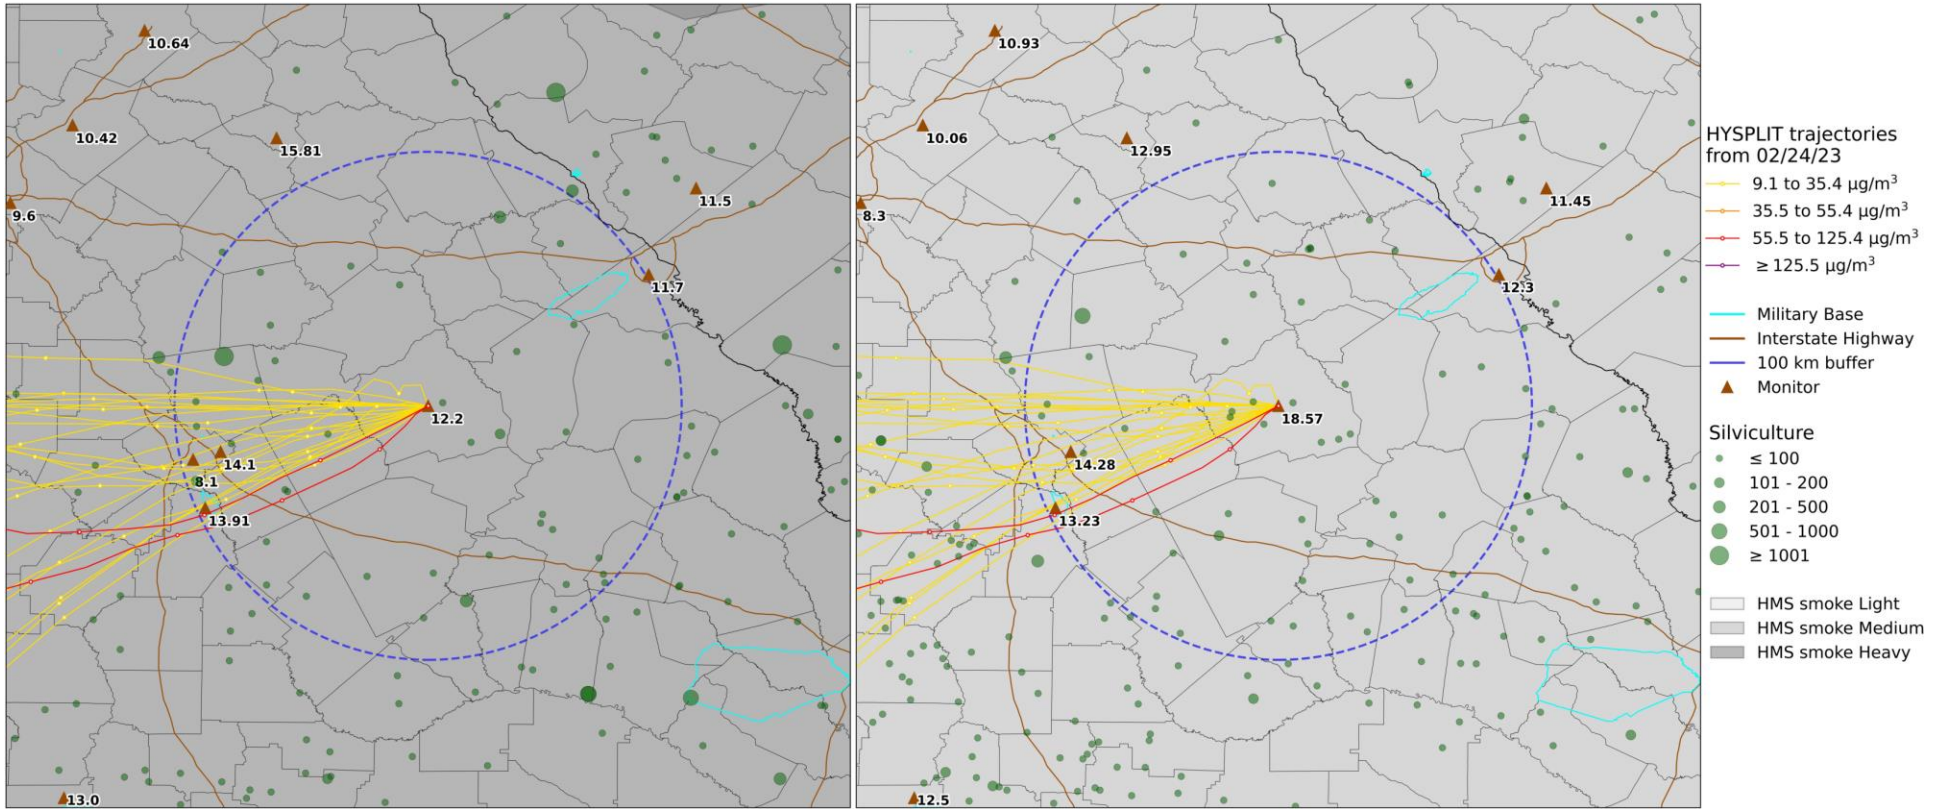 10.64
10.42
15.81
9.6
11.5
11.7
12.2
14.1
8.1
13.91
13.0
10.93
10.06
12.95
8.3
11.45
12.3
18.57
14.28
13.23
12.5
HYSPLIT trajectories
from 02/24/23
9.1 to 35.4 μg/m³
35.5 to 55.4 μg/m³
55.5 to 125.4 μg/m³
≥ 125.5 μg/m³
Military Base
Interstate Highway
100 km buffer
Monitor
Silviculture
≤ 100
101 - 200
201 - 500
501 - 1000
≥ 1001
HMS smoke Light
HMS smoke Medium
HMS smoke Heavy